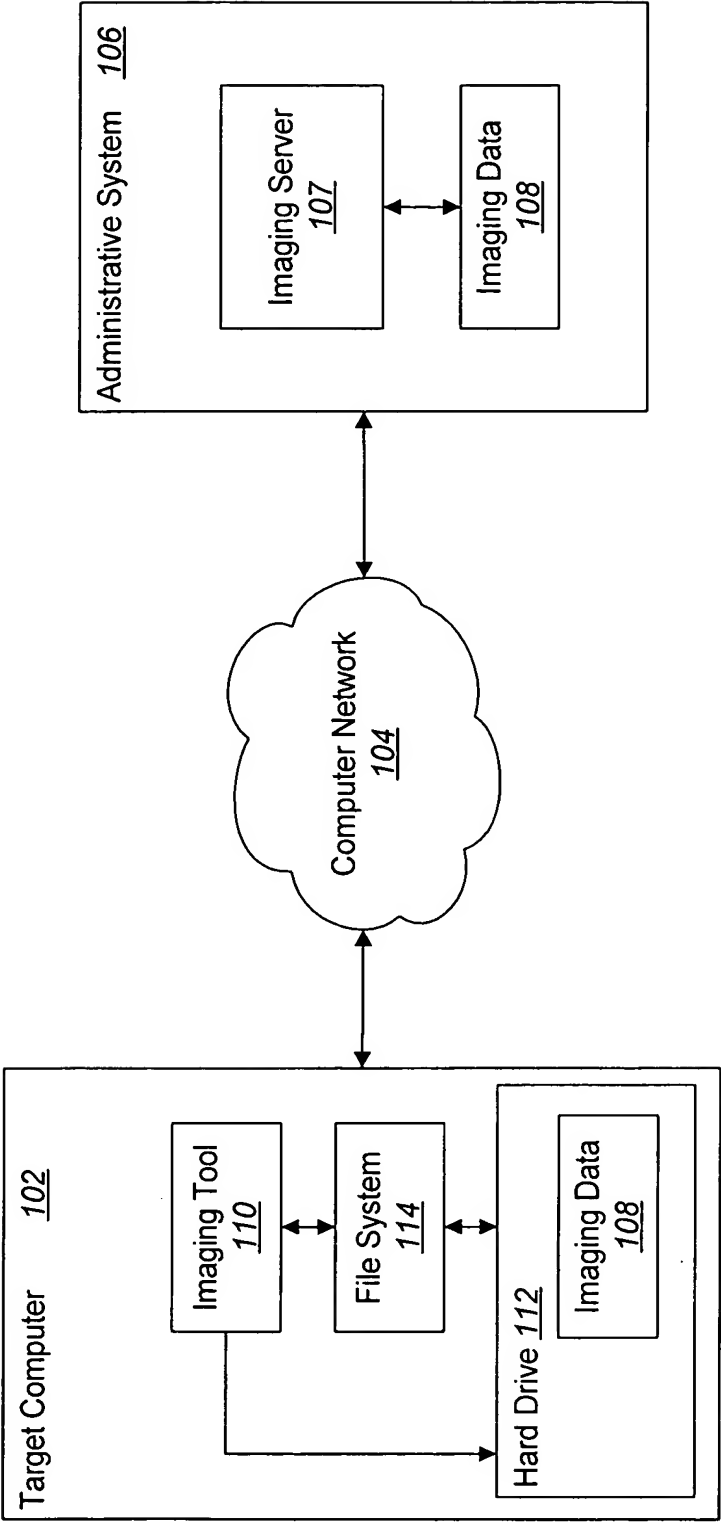 Target Computer 102
Imaging Tool
110
File System
114
Hard Drive 112
Imaging Data
108
Computer Network
104
Administrative System 106
Imaging Server
107
Imaging Data
108